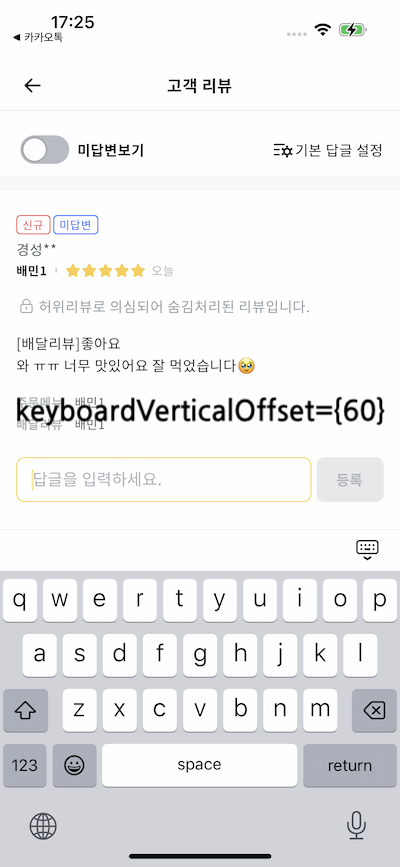 17:25
◀ 카카오톡
고객 리뷰
미답변보기
기본 답글 설정
신규 미답변
경성**
배민1 오늘
허위리뷰로 의심되어 숨김처리된 리뷰입니다.
[배달리뷰]좋아요
와 ㅠㅠ 너무 맛있어요 잘 먹었습니다🥹
주문메뉴 배민1
keyboardVerticalOffset={60}
배달리뷰 배민1
답글을 입력하세요. 등록
q w e r t y u i o p
a s d f g h j k l
z x c v b n m
123 space return